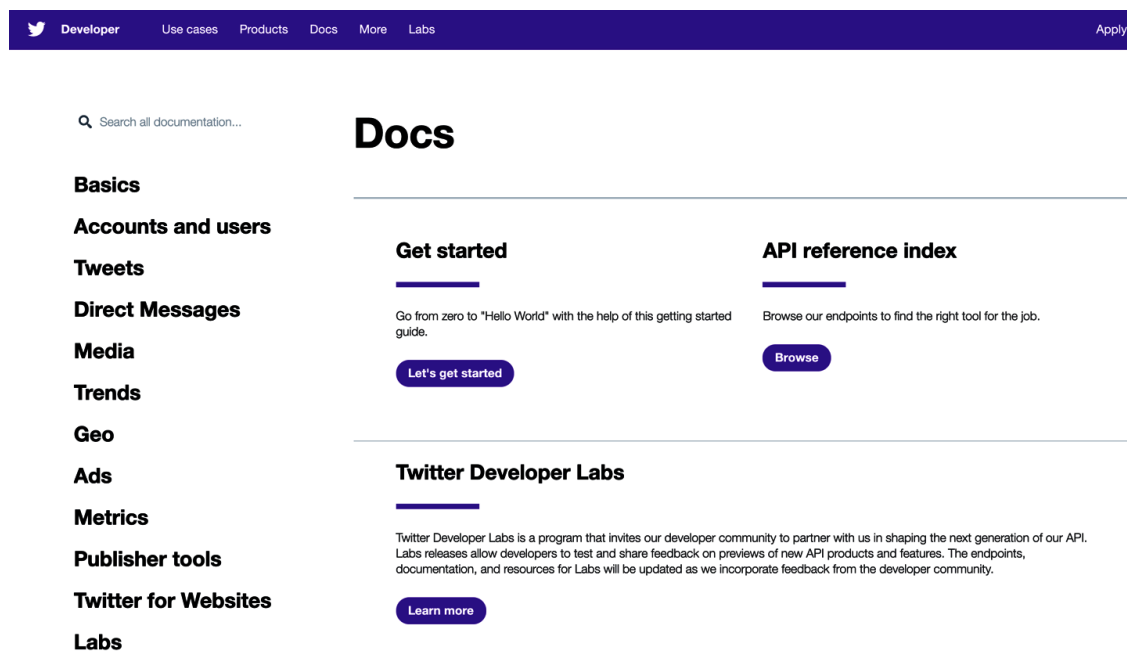 Developer Use cases Products Docs More Labs Apply
Search all documentation...
Basics
Accounts and users
Tweets
Direct Messages
Media
Trends
Geo
Ads
Metrics
Publisher tools
Twitter for Websites
Labs
Docs
Get started
Go from zero to "Hello World" with the help of this getting started
guide.
Let's get started
API reference index
Browse our endpoints to find the right tool for the job.
Browse
Twitter Developer Labs
Twitter Developer Labs is a program that invites our developer community to partner with us in shaping the next generation of our API.
Labs releases allow developers to test and share feedback on previews of new API products and features. The endpoints,
documentation, and resources for Labs will be updated as we incorporate feedback from the developer community.
Learn more